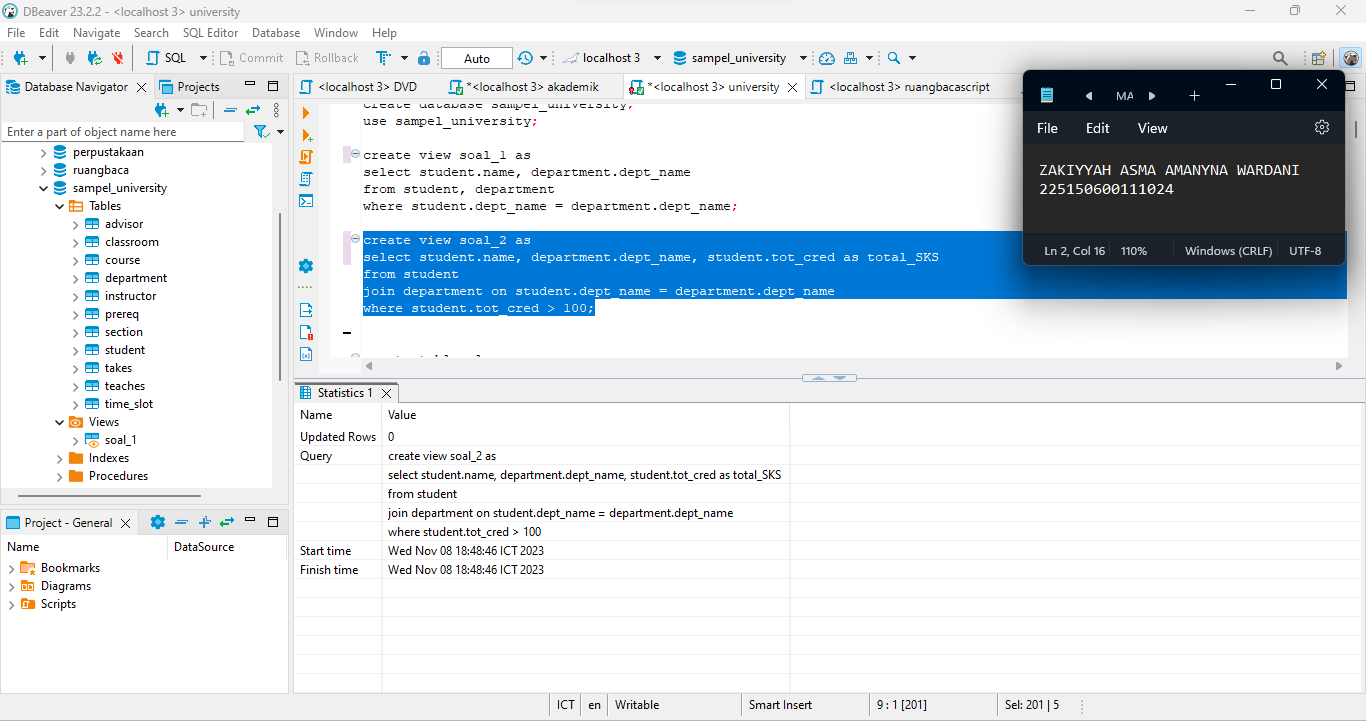 DBeaver 23.2.2 - <localhost 3> university
File Edit Navigate Search SQL Editor Database Window Help
SQL Commit Rollback Auto localhost 3 sampel_university
Database Navigator Projects
Enter a part of object name here
perpustakaan
ruangbaca
sampel_university
Tables
advisor
classroom
course
department
instructor
prereq
section
student
takes
teaches
time_slot
Views
soal_1
Indexes
Procedures
Project - General
Name DataSource
Bookmarks
Diagrams
Scripts
<localhost 3> DVD *<localhost 3> akademik *<localhost 3> university <localhost 3> ruangbacascript
create database sampel_university;
use sampel_university;
create view soal_1 as
select student.name, department.dept_name
from student, department
where student.dept_name = department.dept_name;
create view soal_2 as
select student.name, department.dept_name, student.tot_cred as total_SKS
from student
join department on student.dept_name = department.dept_name
where student.tot_cred > 100;
MA
File Edit View
ZAKIYYAH ASMA AMANYNA WARDANI
225150600111024
Ln 2, Col 16 110% Windows (CRLF) UTF-8
Statistics 1
Name Value
Updated Rows 0
Query create view soal_2 as
select student.name, department.dept_name, student.tot_cred as total_SKS
from student
join department on student.dept_name = department.dept_name
where student.tot_cred > 100
Start time Wed Nov 08 18:48:46 ICT 2023
Finish time Wed Nov 08 18:48:46 ICT 2023
ICT en Writable Smart Insert 9 : 1 [201] Sel: 201 | 5